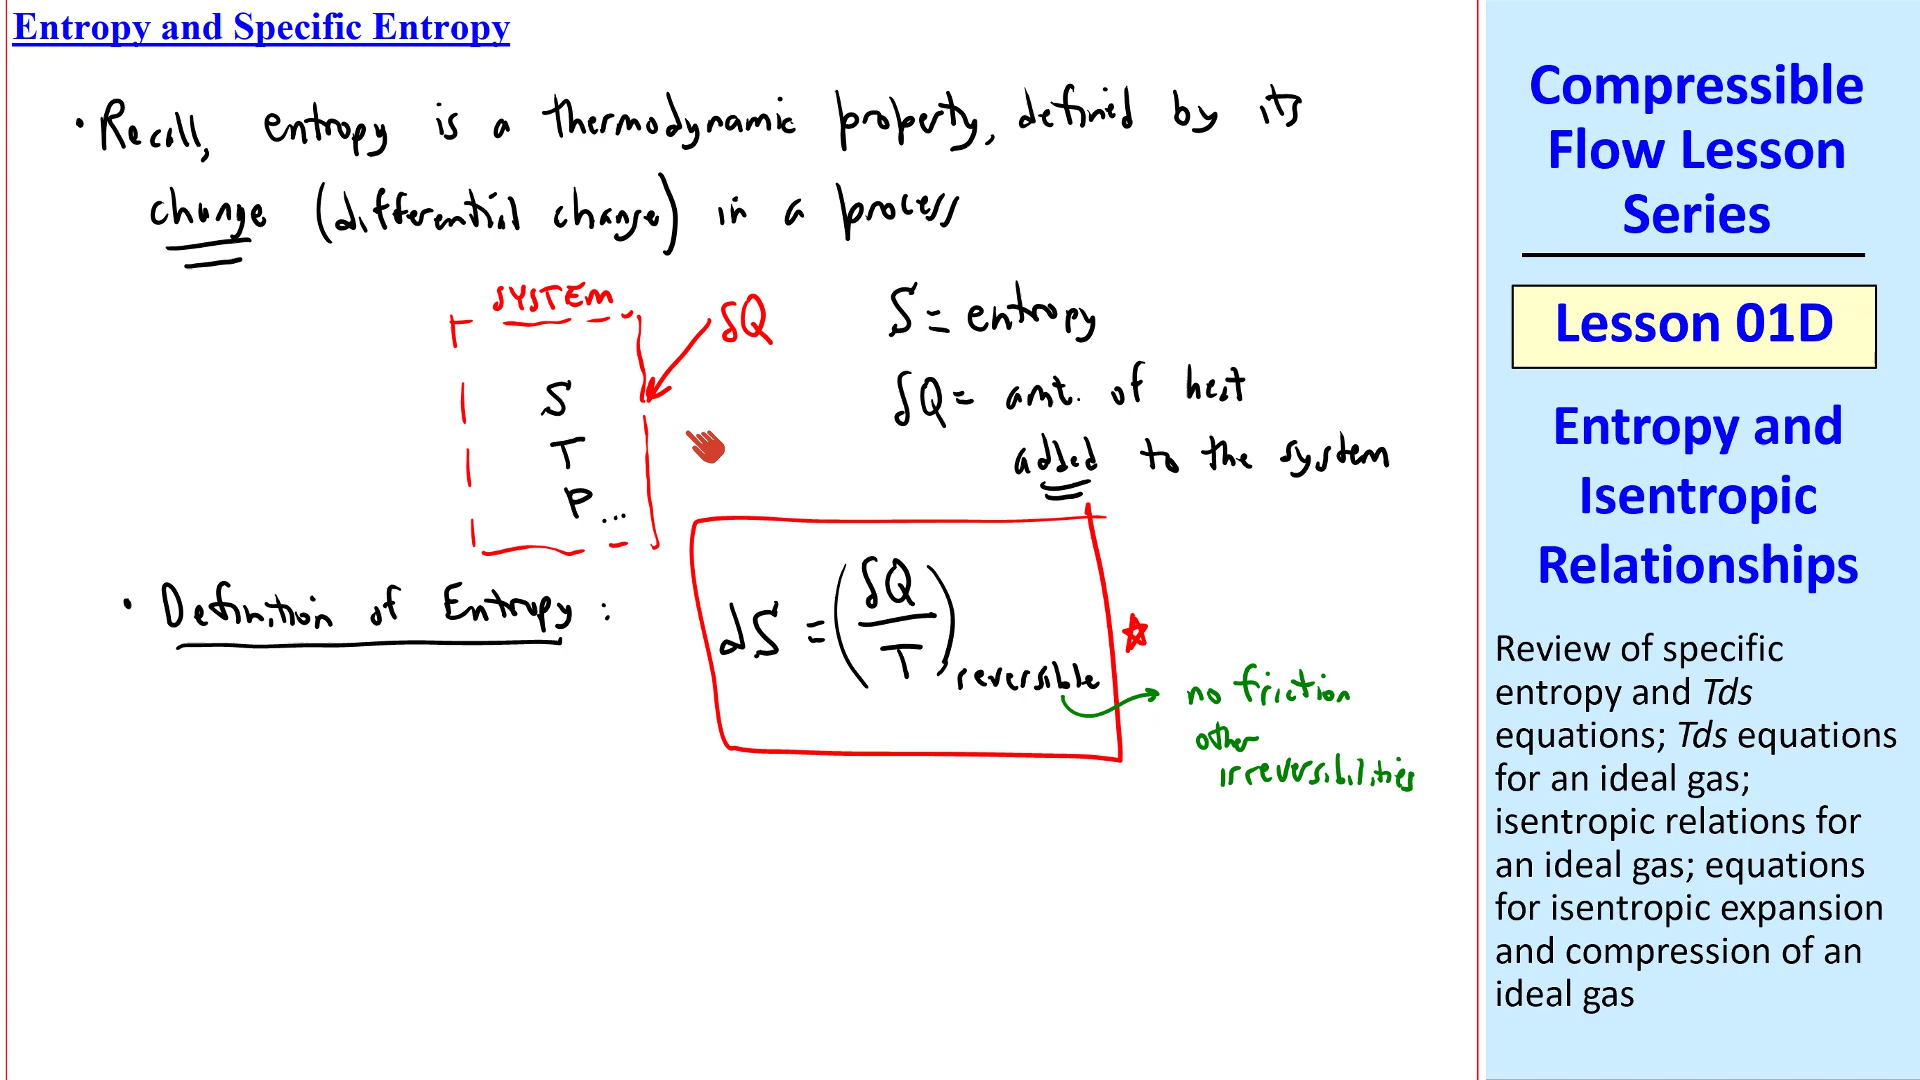 Entropy and Specific Entropy
• Recall, entropy is a thermodynamic property, defined by its
change (differential change) in a process
SYSTEM
δQ
S
T
P...
S = entropy
δQ = amt. of heat
added to the system
• Definition of Entropy:
dS = (δQ/T)reversible
no friction
other
irreversibilities
Compressible
Flow Lesson
Series
Lesson 01D
Entropy and
Isentropic
Relationships
Review of specific
entropy and Tds
equations; Tds equations
for an ideal gas;
isentropic relations for
an ideal gas; equations
for isentropic expansion
and compression of an
ideal gas